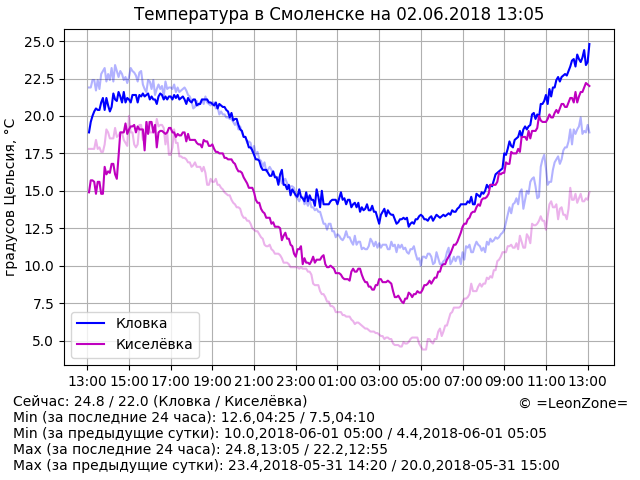 Температура в Смоленске на 02.06.2018 13:05
градусов Цельсия, °C
25.0
22.5
20.0
17.5
15.0
12.5
10.0
7.5
5.0
Кловка
Киселёвка
13:00 15:00 17:00 19:00 21:00 23:00 01:00 03:00 05:00 07:00 09:00 11:00 13:00
Сейчас: 24.8 / 22.0 (Кловка / Киселёвка)
© =LeonZone=
Min (за последние 24 часа): 12.6,04:25 / 7.5,04:10
Min (за предыдущие сутки): 10.0,2018-06-01 05:00 / 4.4,2018-06-01 05:05
Max (за последние 24 часа): 24.8,13:05 / 22.2,12:55
Max (за предыдущие сутки): 23.4,2018-05-31 14:20 / 20.0,2018-05-31 15:00